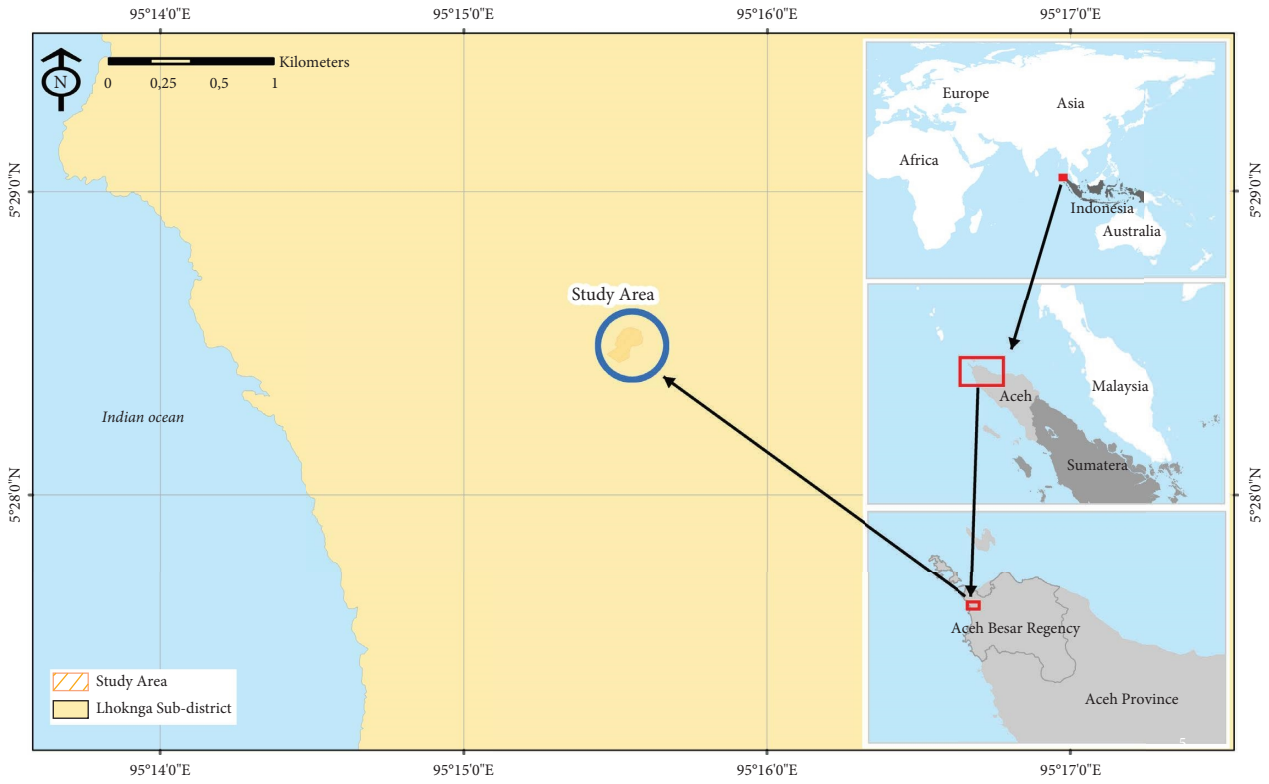 95°14'0"E
95°15'0"E
95°16'0"E
95°17'0"E
N
Kilometers
0
0,25
0,5
1
5°29'0"N
5°29'0"N
Europe
Asia
Africa
Indonesia
Australia
Study Area
Malaysia
Aceh
Indian ocean
Sumatera
5°28'0"N
5°28'0"N
Aceh Besar Regency
Study Area
Lhoknga Sub-district
Aceh Province
5
95°14'0"E
95°15'0"E
95°16'0"E
95°17'0"E